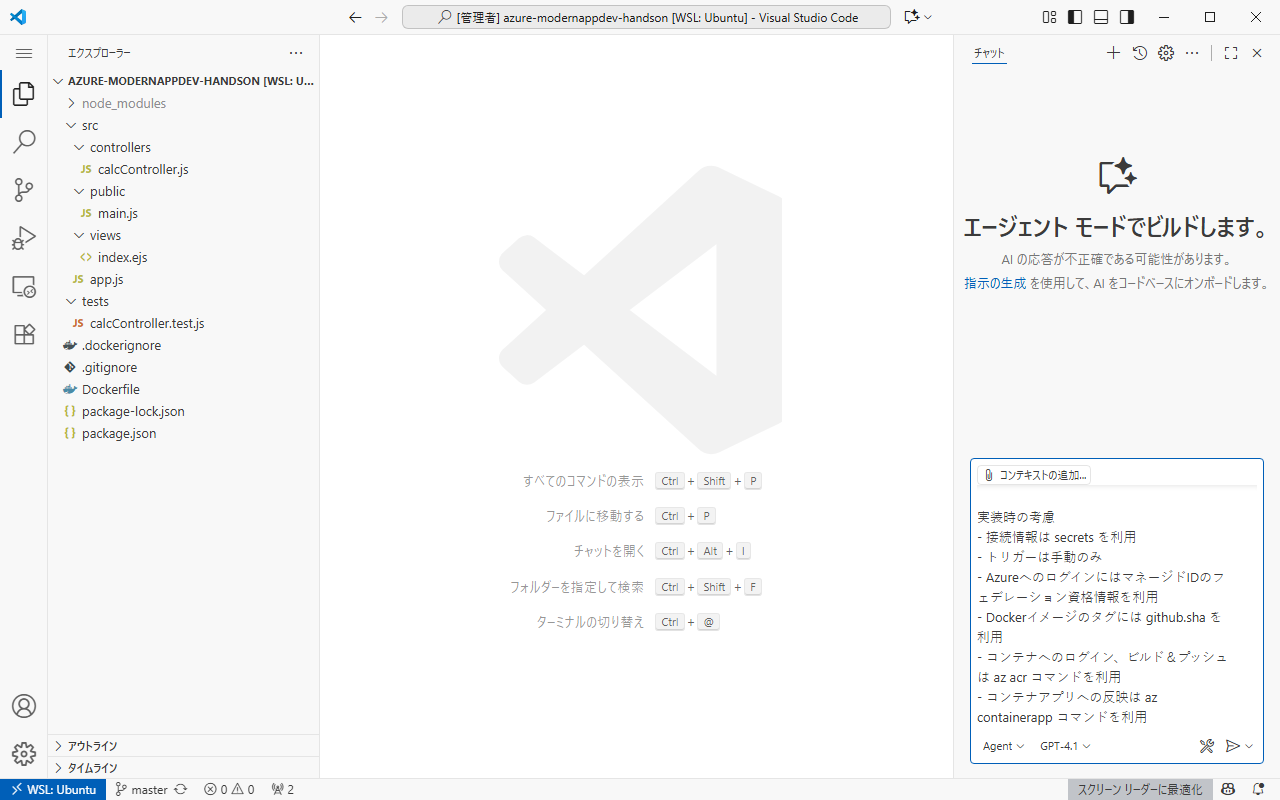 [管理者] azure-modernappdev-handson [WSL: Ubuntu] - Visual Studio Code
エクスプローラー
AZURE-MODERNAPPDEV-HANDSON [WSL: U...
node_modules
src
controllers
JS calcController.js
public
JS main.js
views
<> index.ejs
JS app.js
tests
JS calcController.test.js
.dockerignore
.gitignore
Dockerfile
{} package-lock.json
{} package.json
アウトライン
タイムライン
すべてのコマンドの表示 Ctrl + Shift + P
ファイルに移動する Ctrl + P
チャットを開く Ctrl + Alt + I
フォルダーを指定して検索 Ctrl + Shift + F
ターミナルの切り替え Ctrl + @
チャット
エージェント モードでビルドします。
AI の応答が不正確である可能性があります。
指示の生成 を使用して、AI をコードベースにオンボードします。
コンテキストの追加...
実装時の考慮
- 接続情報は secrets を利用
- トリガーは手動のみ
- AzureへのログインにはマネージドIDのフ
ェデレーション資格情報を利用
- Dockerイメージのタグには github.sha を
利用
- コンテナへのログイン、ビルド＆プッシュ
は az acr コマンドを利用
- コンテナアプリへの反映は az
containerapp コマンドを利用
Agent GPT-4.1
WSL: Ubuntu master 0 0 2
スクリーン リーダーに最適化